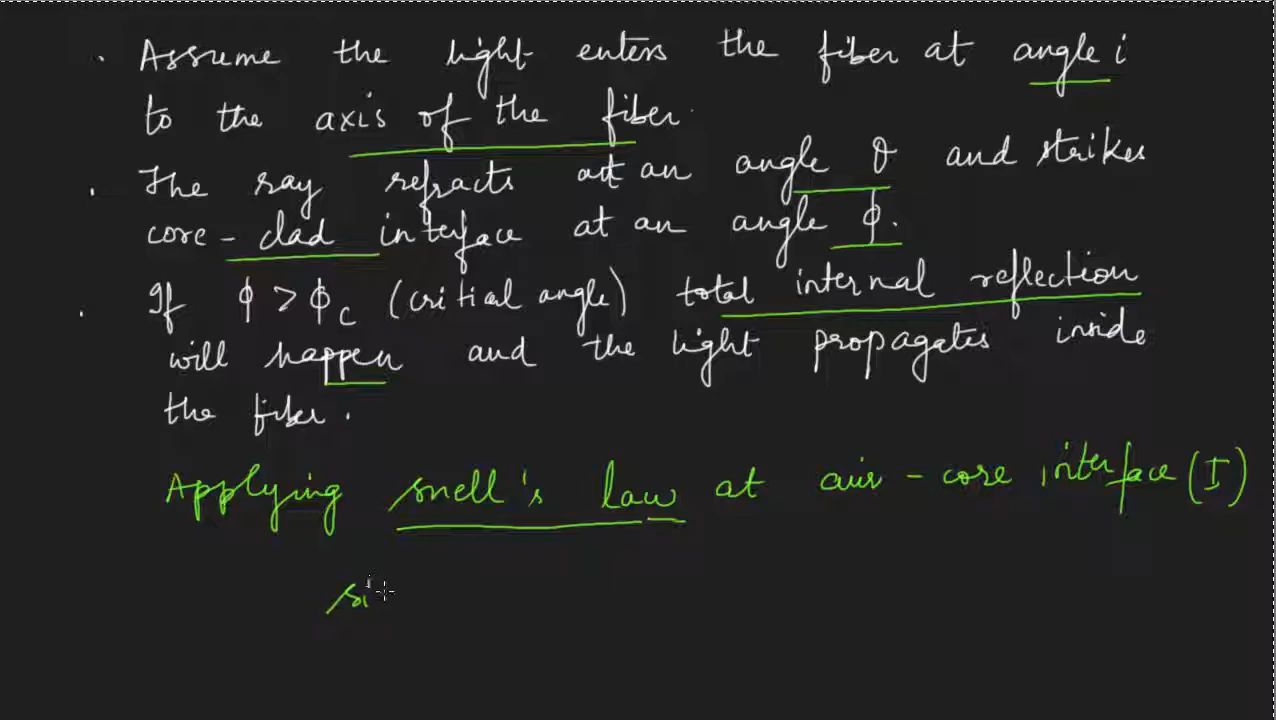 . Assume the light enters the fiber at angle i
to the axis of the fiber.
. The ray refracts at an angle θ and strikes
core-clad interface at an angle ϕ.
. If ϕ > ϕc (critial angle) total internal reflection
will happen and the light propagates inside
the fiber.
Applying snell's law at air-core interface (I)
si